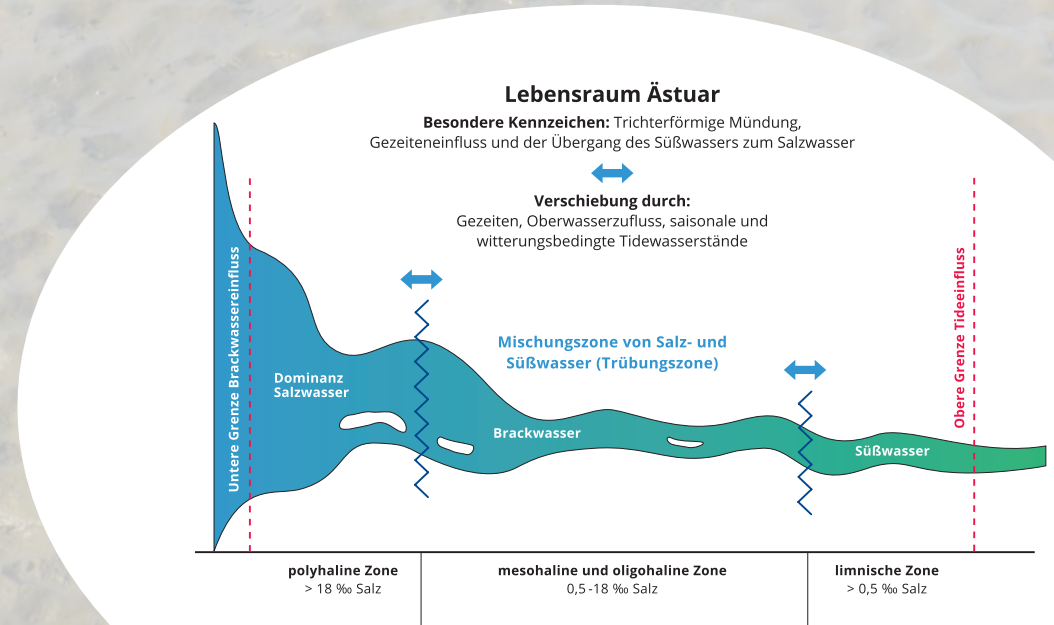 Lebensraum Ästuar
Besondere Kennzeichen: Trichterförmige Mündung,
Gezeiteneinfluss und der Übergang des Süßwassers zum Salzwasser
Verschiebung durch:
Gezeiten, Oberwasserzufluss, saisonale und
witterungsbedingte Tidewasserstände
Untere Grenze Brackwassereinfluss
Obere Grenze Tideeinfluss
Mischungszone von Salz- und
Süßwasser (Trübungszone)
Dominanz
Salzwasser
Brackwasser
Süßwasser
polyhaline Zone
> 18 ‰ Salz
mesohaline und oligohaline Zone
0,5-18 ‰ Salz
limnische Zone
> 0,5 ‰ Salz